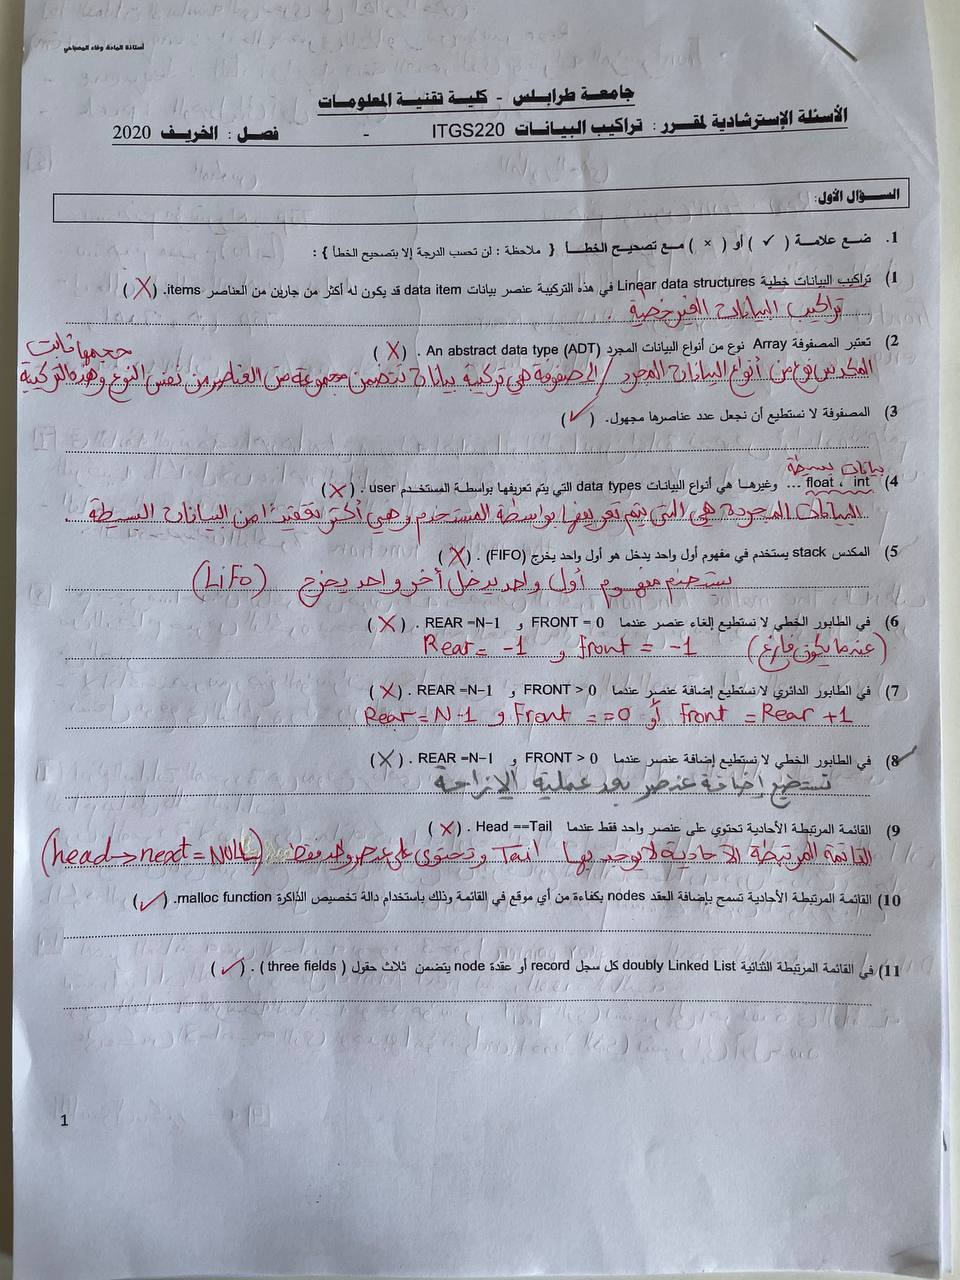 أستاذة المادة وفاء المصباحي
جامعة طرابلس - كلية تقنية المعلومات
الأسئلة الإسترشادية لمقرر : تراكيب البيانات ITGS220 - فصل : الخريف 2020
السؤال الأول:
1. ضع علامة ( ✓ ) أو ( × ) مع تصحيح الخطأ { ملاحظة : لن تحسب الدرجة إلا بتصحيح الخطأ } :
1) تراكيب البيانات خطية Linear data structures في هذه التركيبة عنصر بيانات data item قد يكون له أكثر من جارين من العناصر items. ( X )
تراكيب البيانات الغير خطية .
2) تعتبر المصفوفة Array نوع من أنواع البيانات المجرد An abstract data type (ADT) . ( X )
حجمها ثابت
المكدس نوع من أنواع البيانات المجرد / المصفوفة هي تركيبة بيانات تتضمن مجموعة من العناصر من نفس النوع وهذه التركيبة
3) المصفوفة لا نستطيع أن نجعل عدد عناصرها مجهول. ( ✓ )
بيانات بسيطة
4) float ، int ... وغيرها هي أنواع البيانات data types التي يتم تعريفها بواسطة المستخدم user . ( X )
البيانات المجردة هي التي يتم تعريفها بواسطة المستخدم وهي أكثر تعقيدًا من البيانات البسيطة .
5) المكدس stack يستخدم في مفهوم أول واحد يدخل هو أول واحد يخرج (FIFO) . ( X )
يستخدم مفهوم أول واحد يدخل أخر واحد يخرج (LiFo)
6) في الطابور الخطي لا نستطيع إلغاء عنصر عندما FRONT = 0 و REAR =N-1 . ( X )
(عندما يكون فارغ) front = -1 و Rear= -1
7) في الطابور الدائري لا نستطيع إضافة عنصر عندما FRONT > 0 و REAR =N-1 . ( X )
front = Rear +1 أو Front ==0 و Rear=N-1
8) في الطابور الخطي لا نستطيع إضافة عنصر عندما FRONT > 0 و REAR =N-1 . ( X )
نستطيع إضافة عنصر بعد عملية الإزاحة
9) القائمة المرتبطة الأحادية تحتوي على عنصر واحد فقط عندما Head ==Tail . ( X )
القائمة المرتبطة الأحادية لا يوجد بها Tail وتحتوي على عنصر واحد فقط (head→next = NULL)
10) القائمة المرتبطة الأحادية تسمح بإضافة العقد nodes بكفاءة من أي موقع في القائمة وذلك باستخدام دالة تخصيص الذاكرة malloc function. ( ✓ )
11) في القائمة المرتبطة الثنائية doubly Linked List كل سجل record أو عقدة node يتضمن ثلاث حقول ( three fields ) . ( ✓ )
1